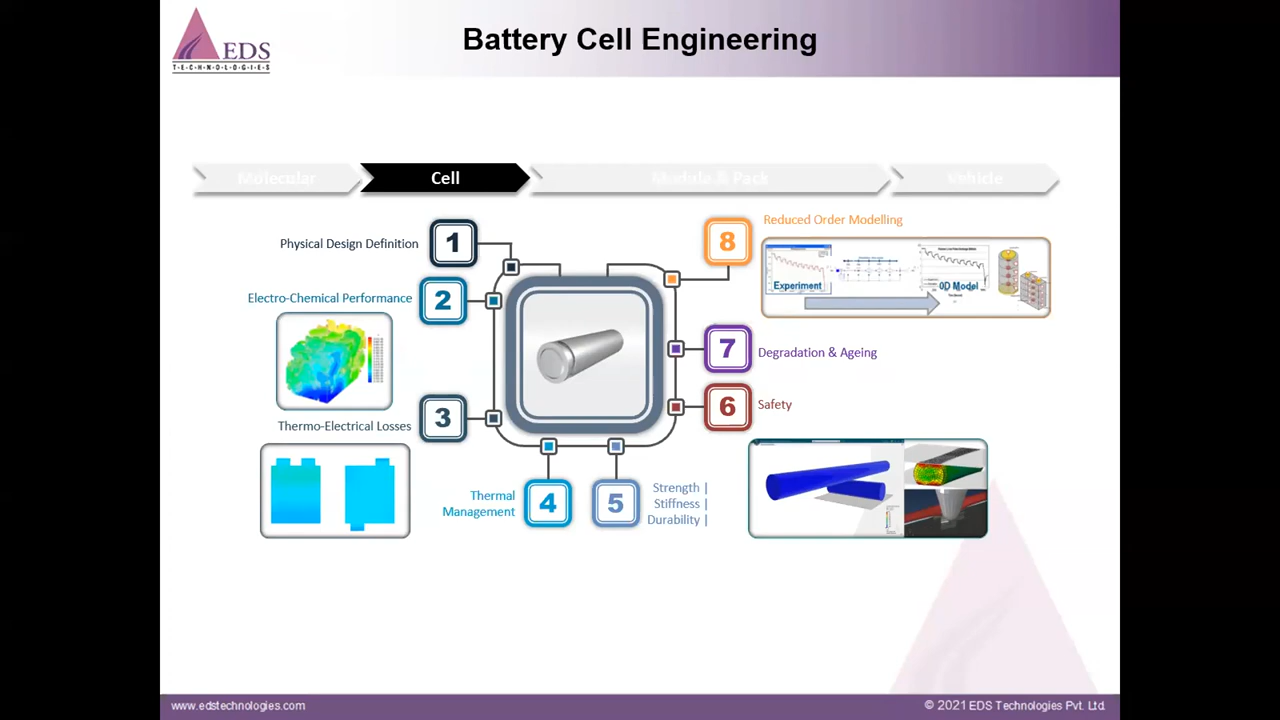 EDS
T·E·C·H·N·O·L·O·G·I·E·S
Battery Cell Engineering
Molecular
Cell
Module & Pack
Vehicle
1
Physical Design Definition
2
Electro-Chemical Performance
3
Thermo-Electrical Losses
4
Thermal
Management
5
Strength |
Stiffness |
Durability |
6
Safety
7
Degradation & Ageing
8
Reduced Order Modelling
Experiment
0D Model
www.edstechnologies.com
© 2021 EDS Technologies Pvt. Ltd.